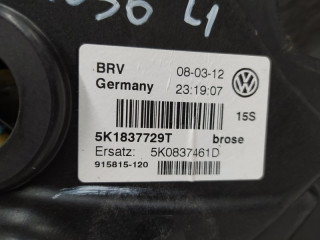 BRV 08-03-12
Germany 23:19:07
15S
5K1837729T brose
Ersatz: 5K0837461D
915815-120